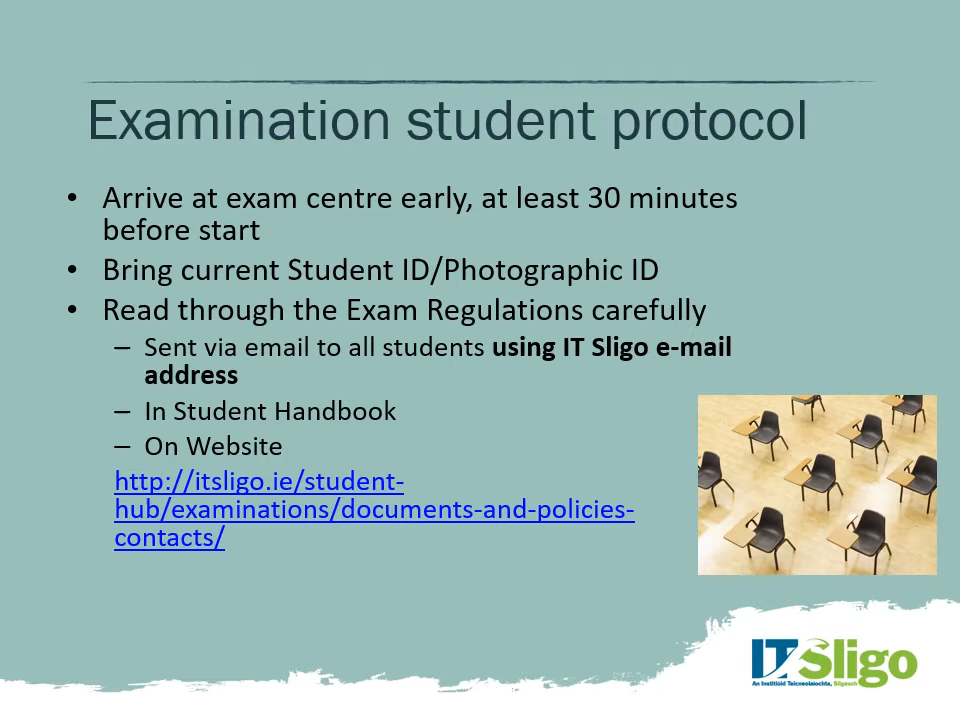 Examination student protocol
• Arrive at exam centre early, at least 30 minutes
before start
• Bring current Student ID/Photographic ID
• Read through the Exam Regulations carefully
– Sent via email to all students using IT Sligo e-mail
address
– In Student Handbook
– On Website
http://itsligo.ie/student-
hub/examinations/documents-and-policies-
contacts/
IT Sligo
An Institiúid Teicneolaíochta, Sligeach